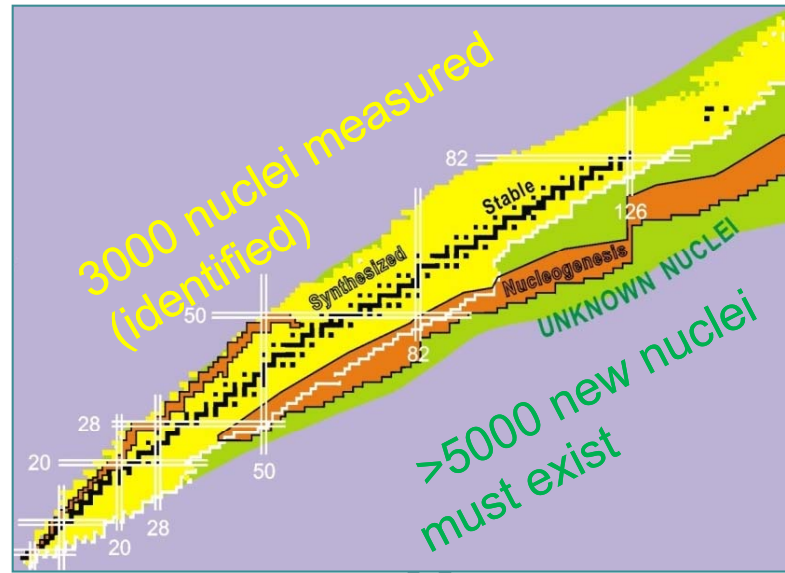 3000 nuclei measured
(identified)
82
Stable
126
Synthesized
Nucleogenesis
UNKNOWN NUCLEI
50
82
>5000 new nuclei
must exist
28
50
20
28
20